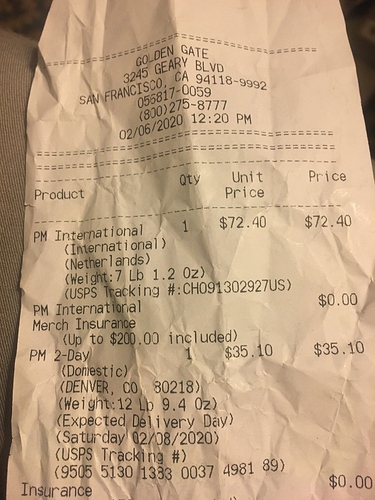 GOLDEN GATE
3245 GEARY BLVD
SAN FRANCISCO, CA 94118-9992
055817-0059
(800)275-8777
02/06/2020 12:20 PM
Product Qty Unit Price Price
PM International 1 $72.40 $72.40
(International)
(Netherlands)
(Weight:7 Lb 1.2 Oz)
(USPS Tracking #:CH091302927US)
PM International $0.00
Merch Insurance
(Up to $200.00 included)
PM 2-Day 1 $35.10 $35.10
(Domestic)
(DENVER, CO 80218)
(Weight:12 Lb 9.4 Oz)
(Expected Delivery Day)
(Saturday 02/08/2020)
(USPS Tracking #)
(9505 5130 1333 0037 4981 89)
Insurance $0.00